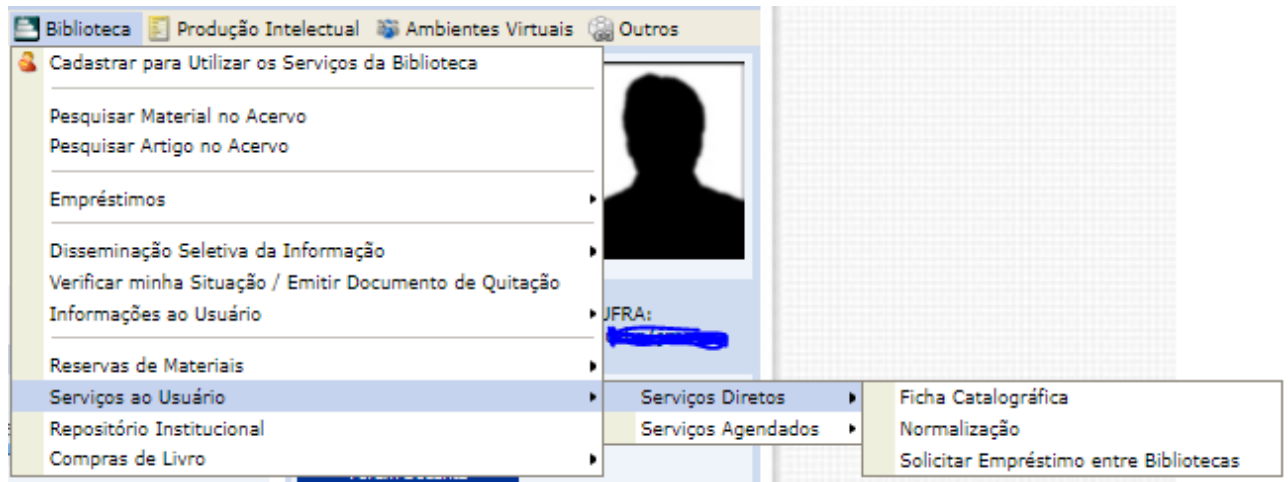 Biblioteca Produção Intelectual Ambientes Virtuais Outros
Cadastrar para Utilizar os Serviços da Biblioteca
Pesquisar Material no Acervo
Pesquisar Artigo no Acervo
Empréstimos
Disseminação Seletiva da Informação
Verificar minha Situação / Emitir Documento de Quitação
Informações ao Usuário
UFRA:
Reservas de Materiais
Serviços ao Usuário
Serviços Diretos
Ficha Catalográfica
Repositório Institucional
Serviços Agendados
Normalização
Compras de Livro
Solicitar Empréstimo entre Bibliotecas